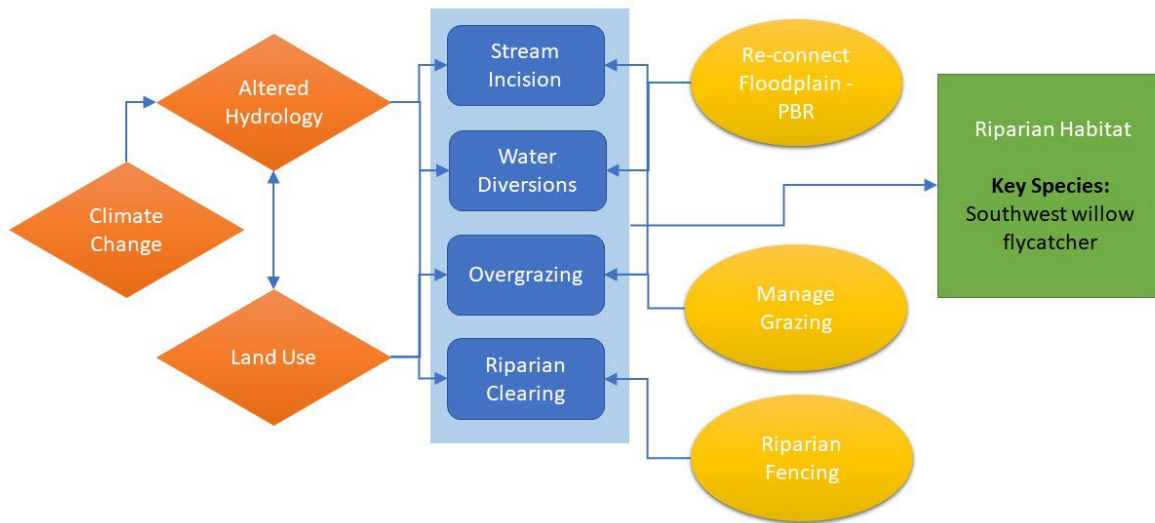 Climate
Change
Altered
Hydrology
Land Use
Stream
Incision
Water
Diversions
Overgrazing
Riparian
Clearing
Re-connect
Floodplain -
PBR
Manage
Grazing
Riparian
Fencing
Riparian Habitat
Key Species:
Southwest willow
flycatcher